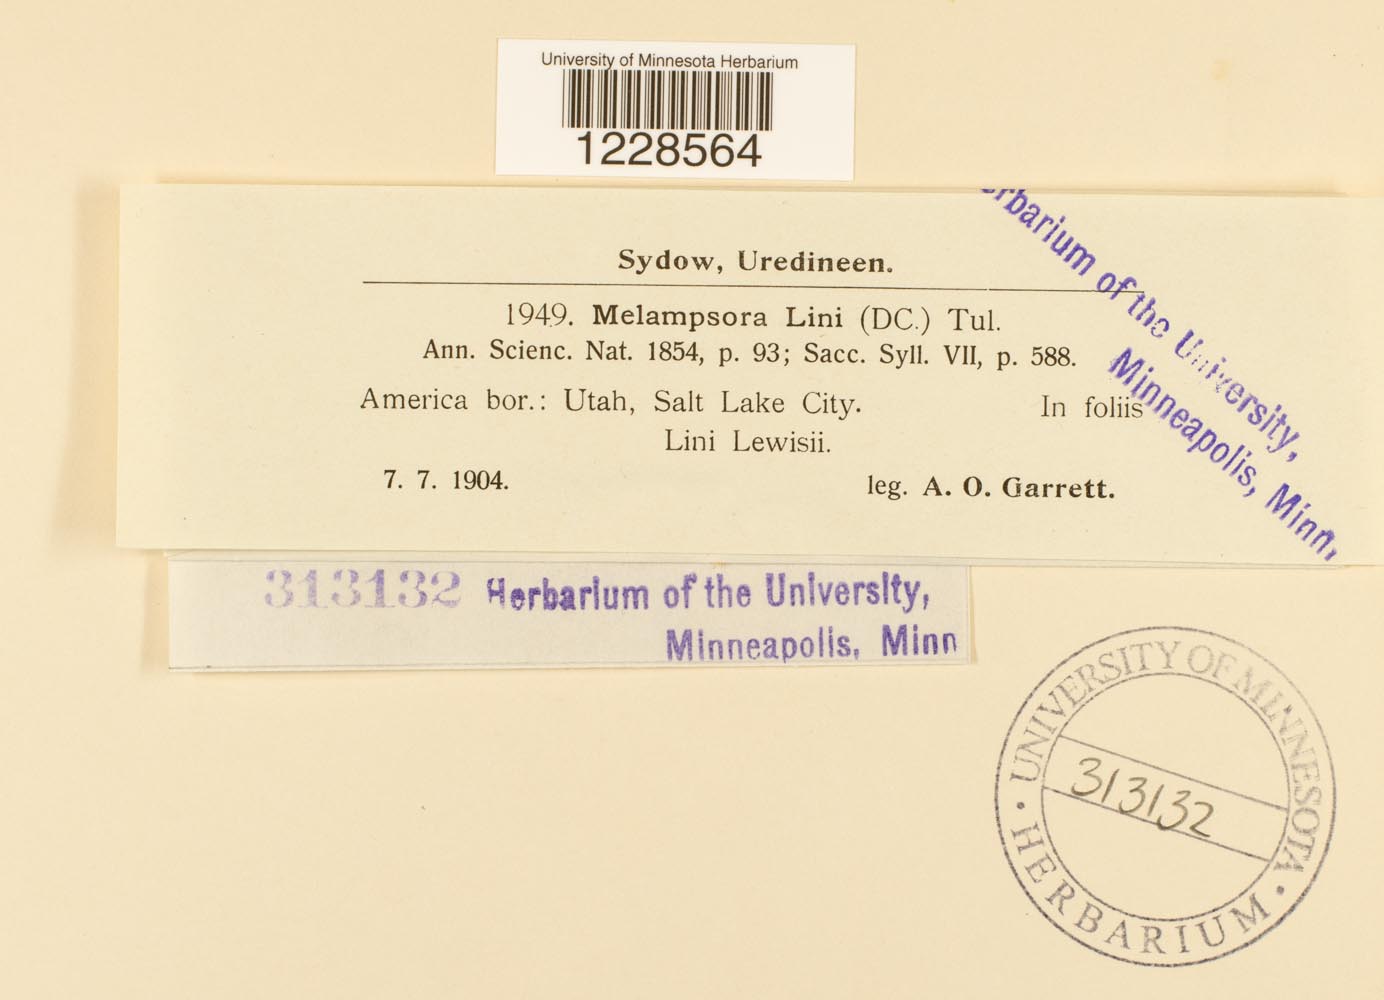 University of Minnesota Herbarium
1228564
Sydow, Uredineen.
1949. Melampsora Lini (DC.) Tul.
Ann. Scienc. Nat. 1854, p. 93; Sacc. Syll. VII, p. 588.
America bor.: Utah, Salt Lake City. In foliis
Lini Lewisii.
7. 7. 1904. leg. A. O. Garrett.
erbarium of the University,
Minneapolis, Minn,
313132 Herbarium of the University,
Minneapolis, Minn
UNIVERSITY OF MINNESOTA
313132
HERBARIUM